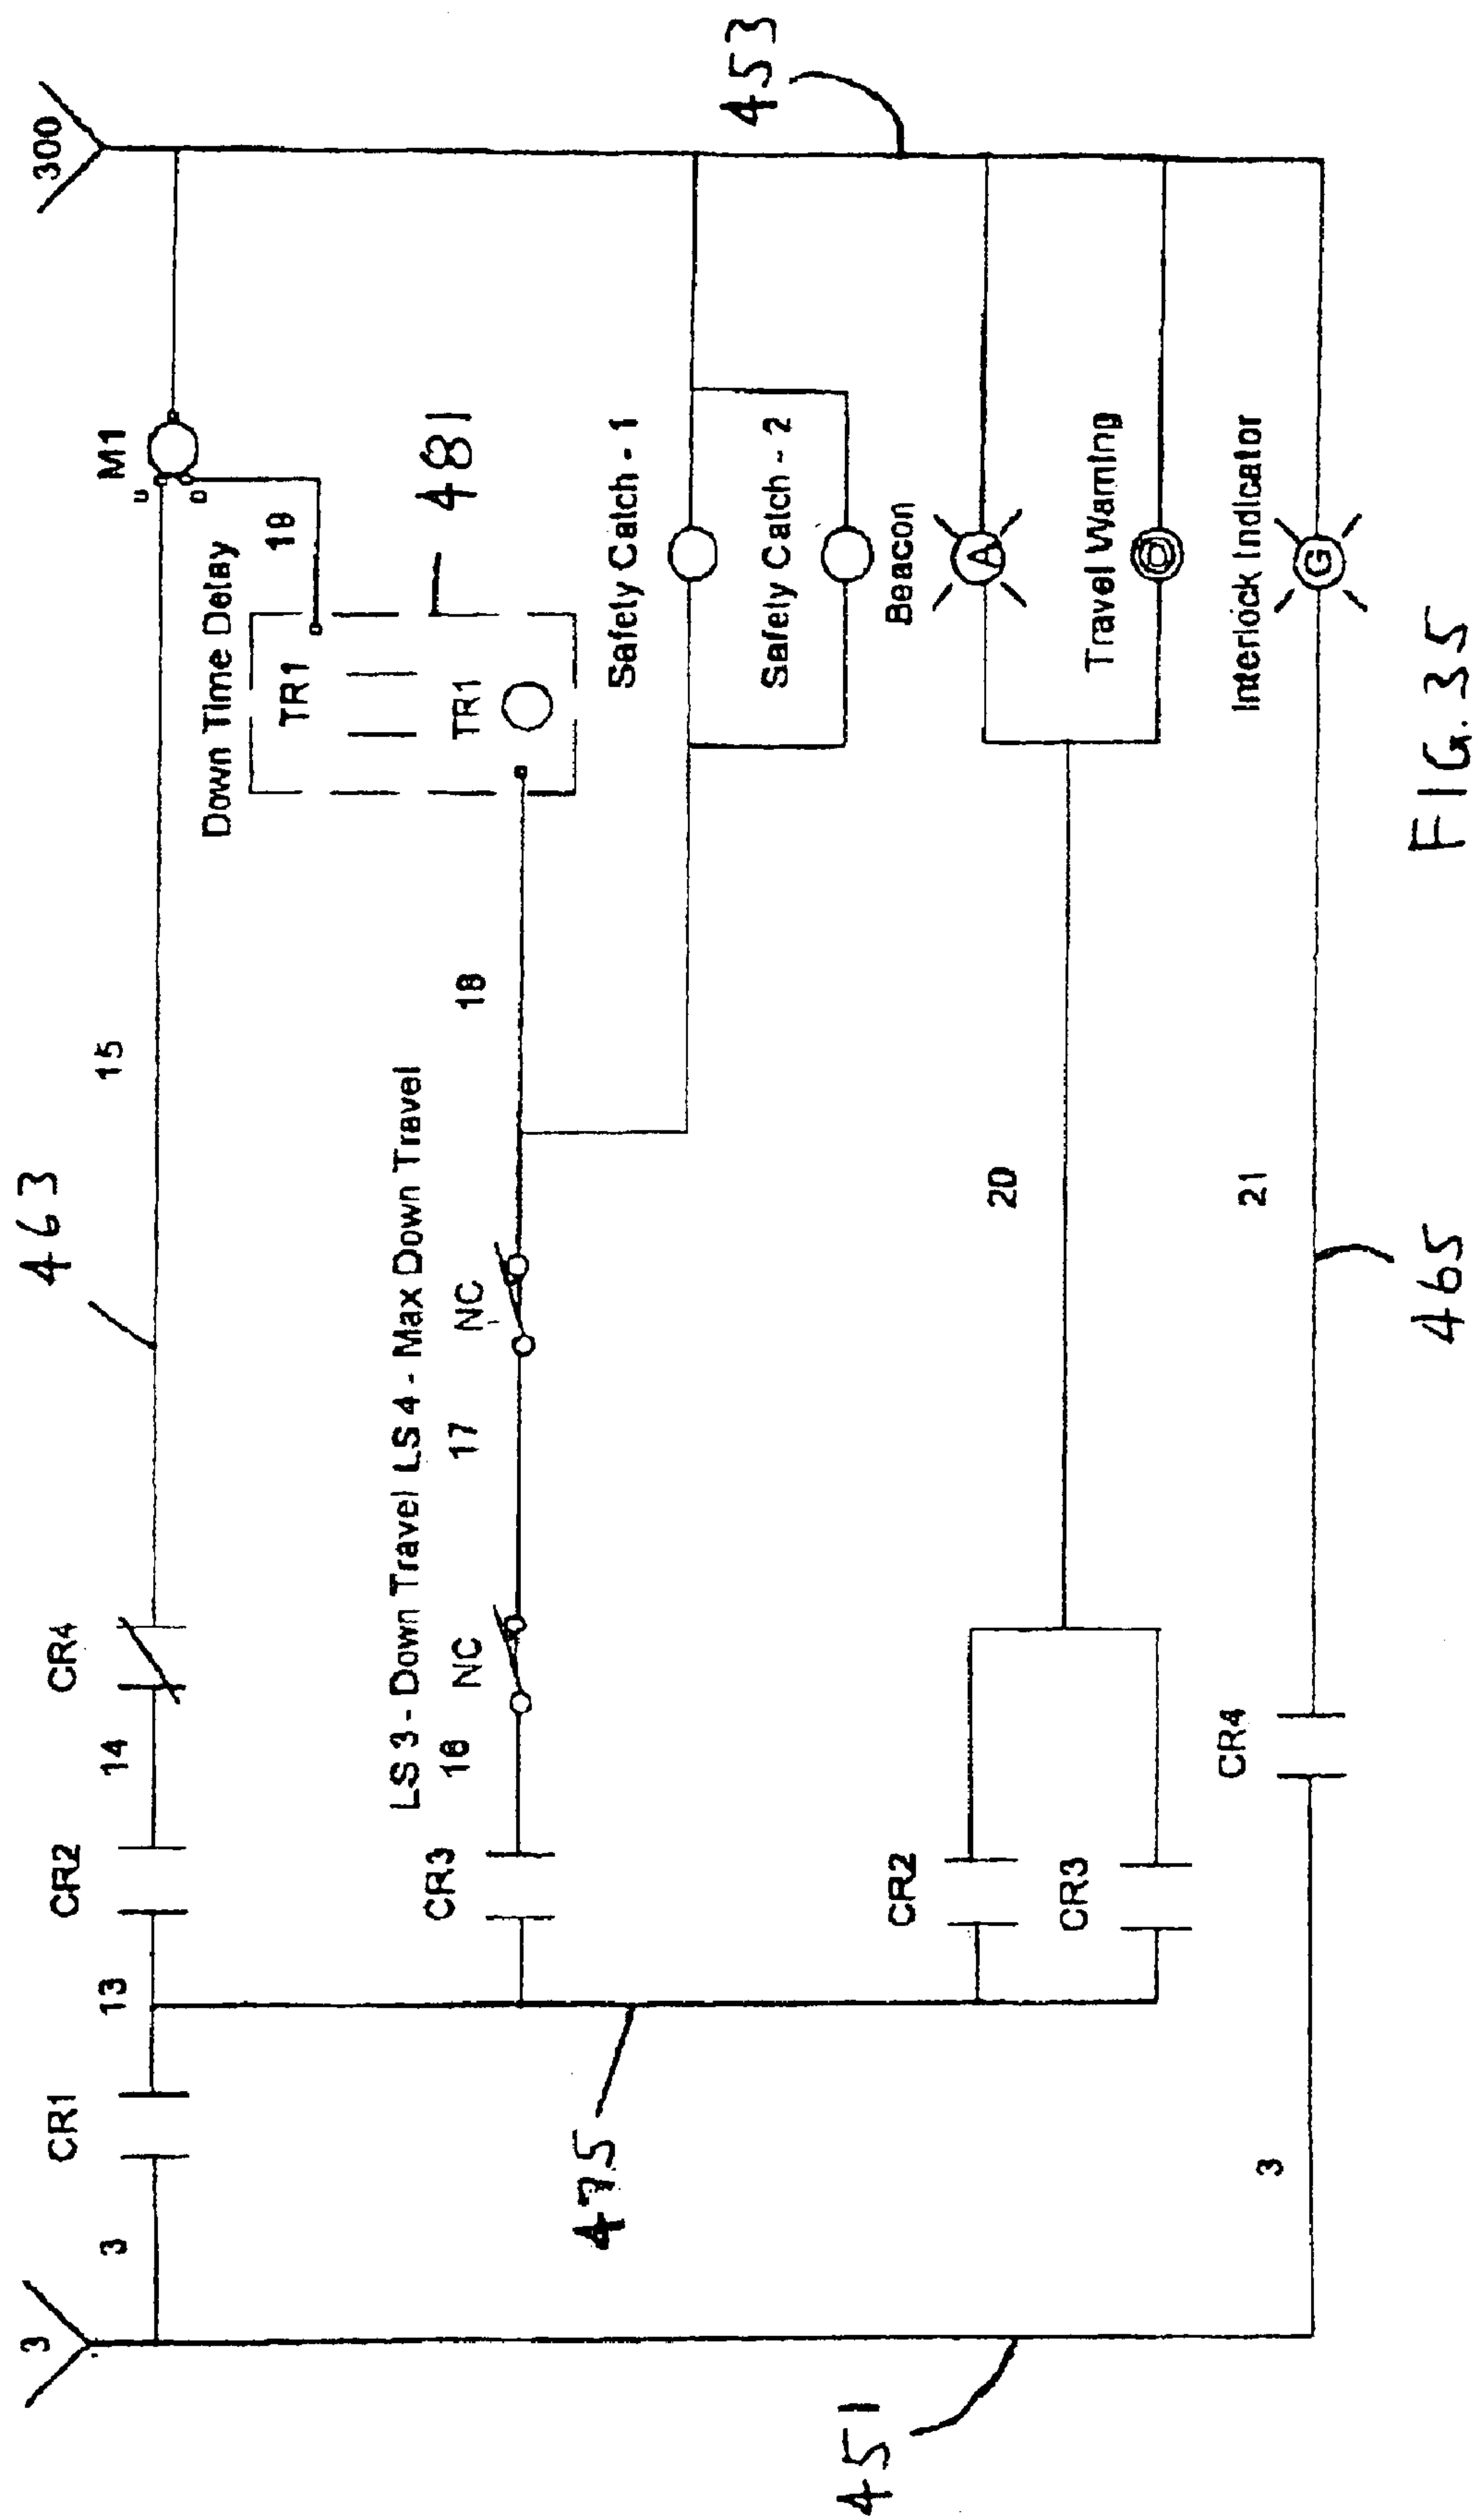 3
300
463
CR1
CR2
CR4
M1
3
13
14
15
U
D
Down Time Delay
18
TR1
481
TR1
LS 3 - Down Travel LS 4 - Max Down Travel
CR3
16
NC
17
NC
18
Safety Catch - 1
Safety Catch - 2
475
453
CR2
20
Beacon
A
CR3
Travel Warning
451
CR4
3
21
Interlock Indicator
G
465
FIG. 35